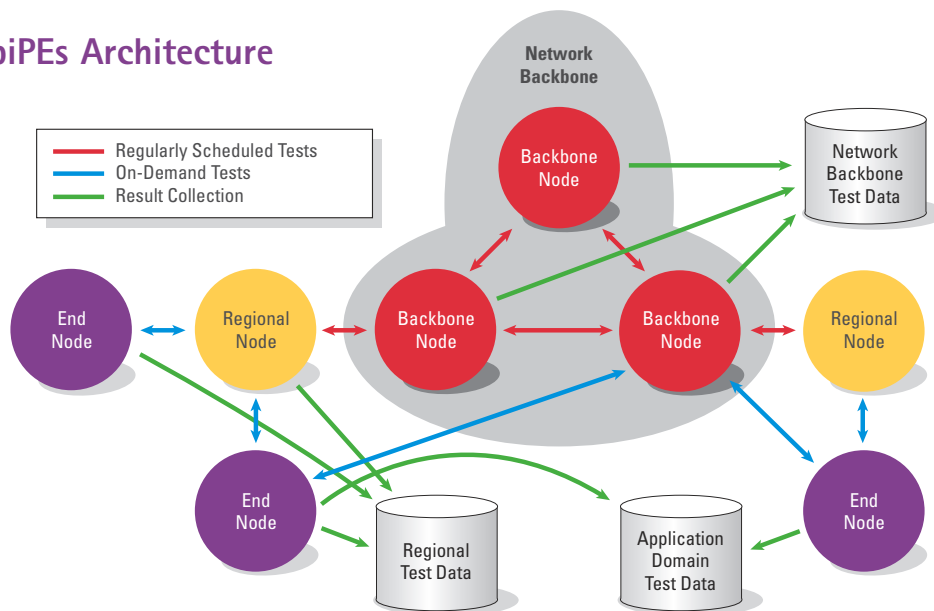 piPEs Architecture
Network
Backbone
Regularly Scheduled Tests
On-Demand Tests
Result Collection
Backbone
Node
Network
Backbone
Test Data
End
Node
Regional
Node
Backbone
Node
Backbone
Node
Regional
Node
End
Node
Regional
Test Data
Application
Domain
Test Data
End
Node